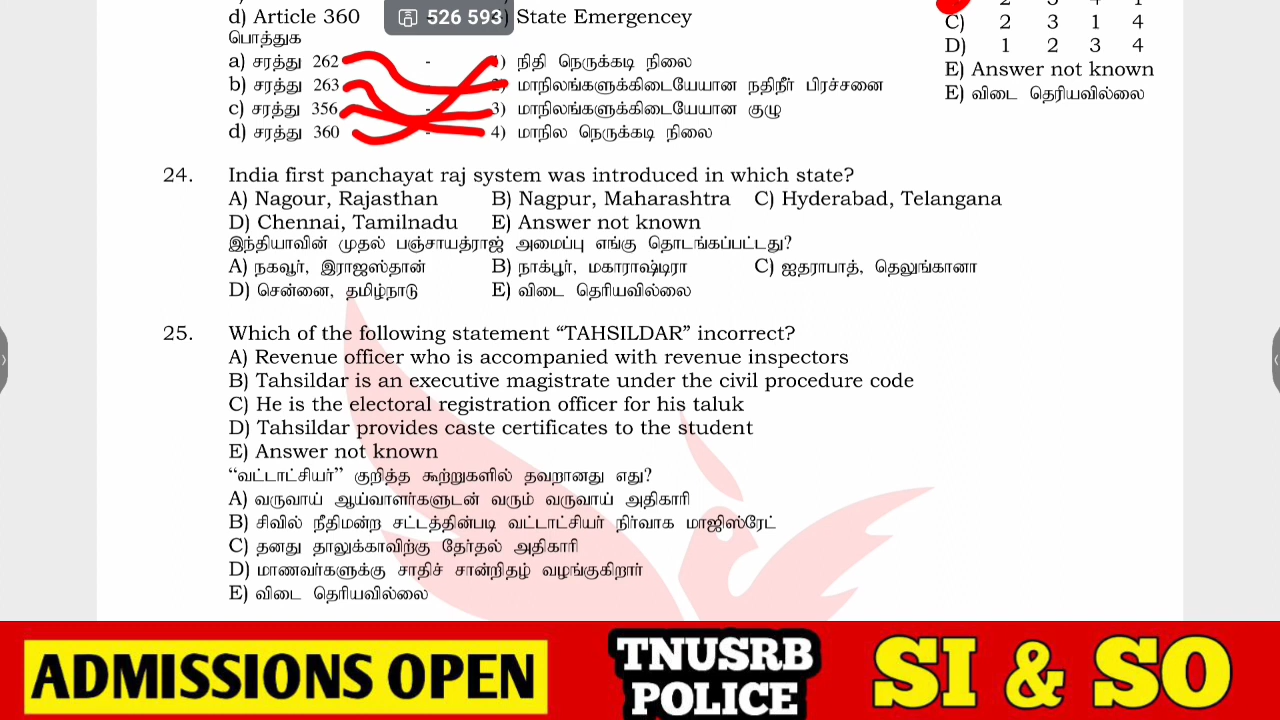 d) Article 360
526 593
State Emergencey
பொத்துக
a) சரத்து 262 - 1) நிதி நெருக்கடி நிலை
b) சரத்து 263 2) மாநிலங்களுக்கிடையேயான நதிநீர் பிரச்சனை
c) சரத்து 356 - 3) மாநிலங்களுக்கிடையேயான குழு
d) சரத்து 360 - 4) மாநில நெருக்கடி நிலை
C) 2 3 1 4
D) 1 2 3 4
E) Answer not known
E) விடை தெரியவில்லை
24. India first panchayat raj system was introduced in which state?
A) Nagour, Rajasthan B) Nagpur, Maharashtra C) Hyderabad, Telangana
D) Chennai, Tamilnadu E) Answer not known
இந்தியாவின் முதல் பஞ்சாயத்ராஜ் அமைப்பு எங்கு தொடங்கப்பட்டது?
A) நகவூர், இராஜஸ்தான் B) நாக்பூர், மகாராஷ்டிரா C) ஐதராபாத், தெலுங்கானா
D) சென்னை, தமிழ்நாடு E) விடை தெரியவில்லை
25. Which of the following statement “TAHSILDAR” incorrect?
A) Revenue officer who is accompanied with revenue inspectors
B) Tahsildar is an executive magistrate under the civil procedure code
C) He is the electoral registration officer for his taluk
D) Tahsildar provides caste certificates to the student
E) Answer not known
“வட்டாட்சியர்” குறித்த கூற்றுகளில் தவறானது எது?
A) வருவாய் ஆய்வாளர்களுடன் வரும் வருவாய் அதிகாரி
B) சிவில் நீதிமன்ற சட்டத்தின்படி வட்டாட்சியர் நிர்வாக மாஜிஸ்ரேட்
C) தனது தாலுக்காவிற்கு தேர்தல் அதிகாரி
D) மாணவர்களுக்கு சாதிச் சான்றிதழ் வழங்குகிறார்
E) விடை தெரியவில்லை
ADMISSIONS OPEN
TNUSRB
POLICE
SI & SO